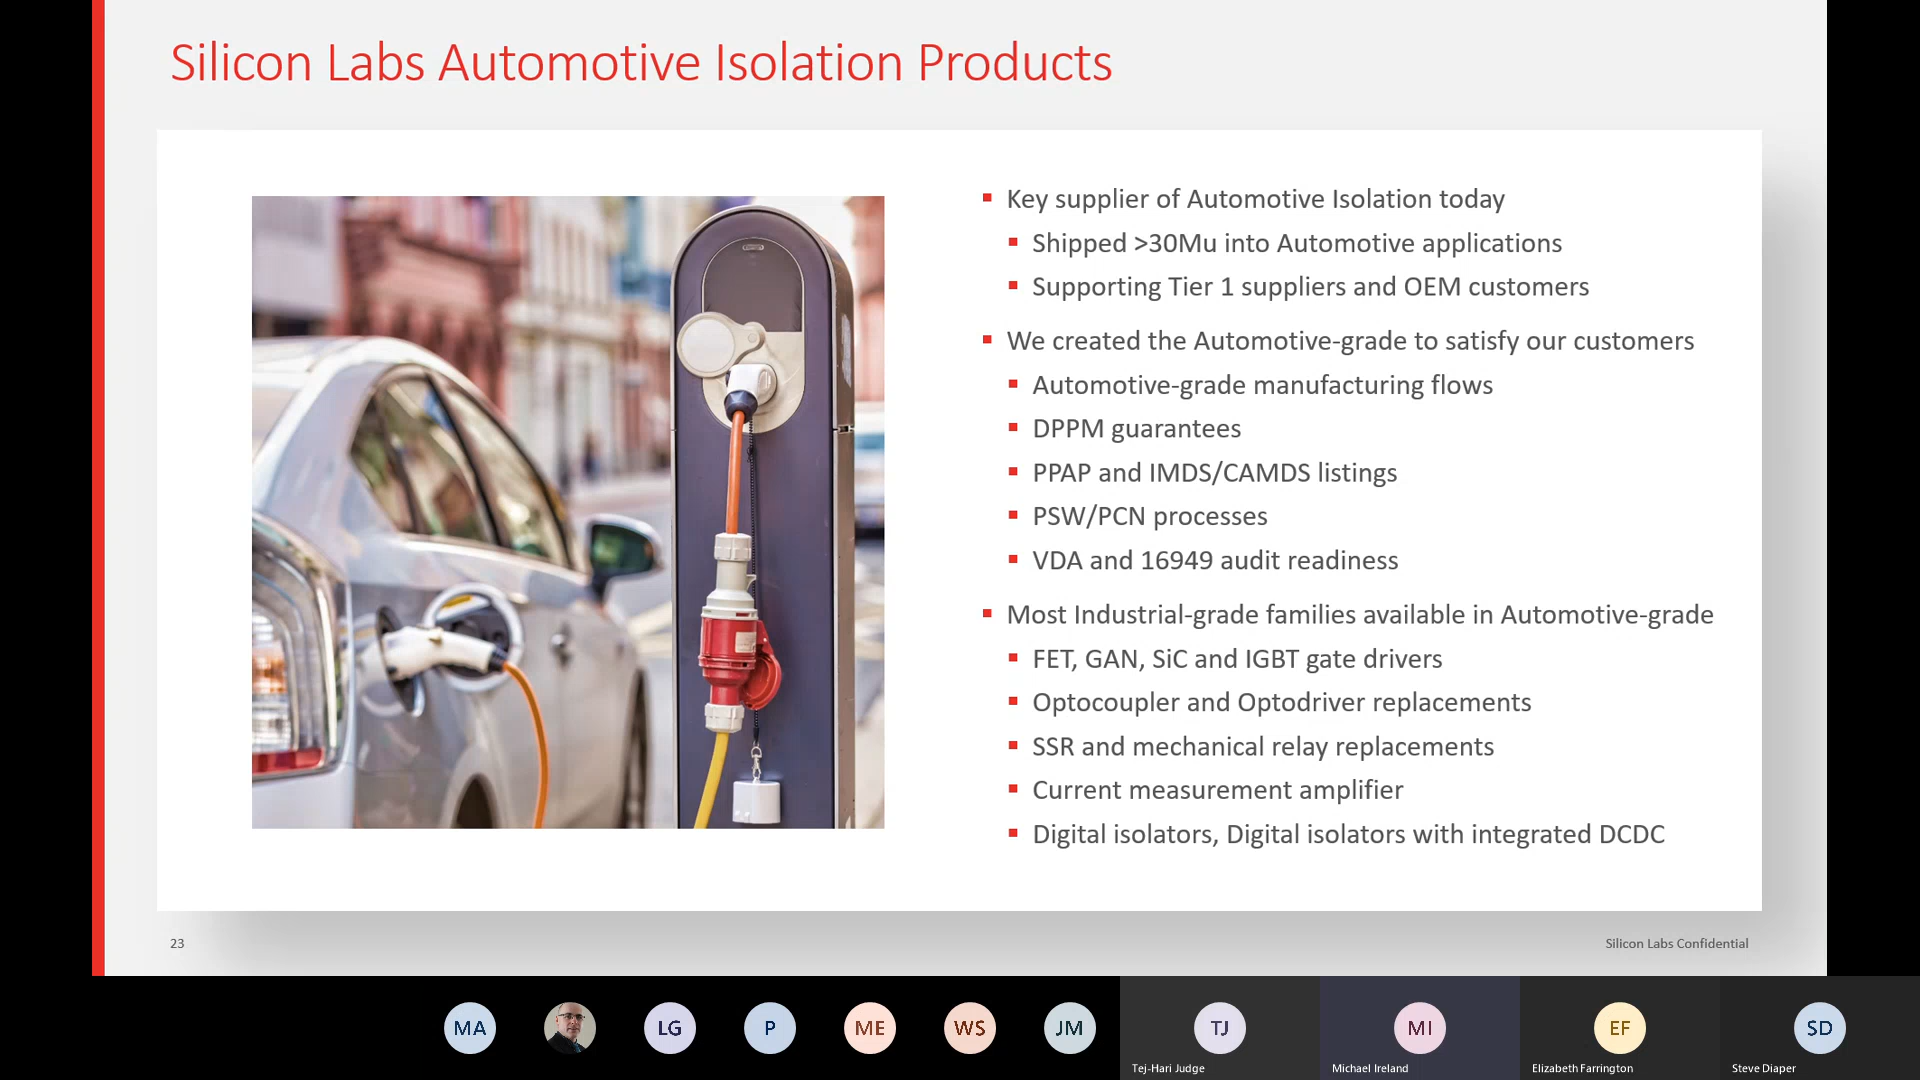 Silicon Labs Automotive Isolation Products
Key supplier of Automotive Isolation today
Shipped >30Mu into Automotive applications
Supporting Tier 1 suppliers and OEM customers
We created the Automotive-grade to satisfy our customers
Automotive-grade manufacturing flows
DPPM guarantees
PPAP and IMDS/CAMDS listings
PSW/PCN processes
VDA and 16949 audit readiness
Most Industrial-grade families available in Automotive-grade
FET, GAN, SiC and IGBT gate drivers
Optocoupler and Optodriver replacements
SSR and mechanical relay replacements
Current measurement amplifier
Digital isolators, Digital isolators with integrated DCDC
23
Silicon Labs Confidential
MA
LG
P
ME
WS
JM
TJ
MI
EF
SD
Tej-Hari Judge
Michael Ireland
Elizabeth Farrington
Steve Diaper